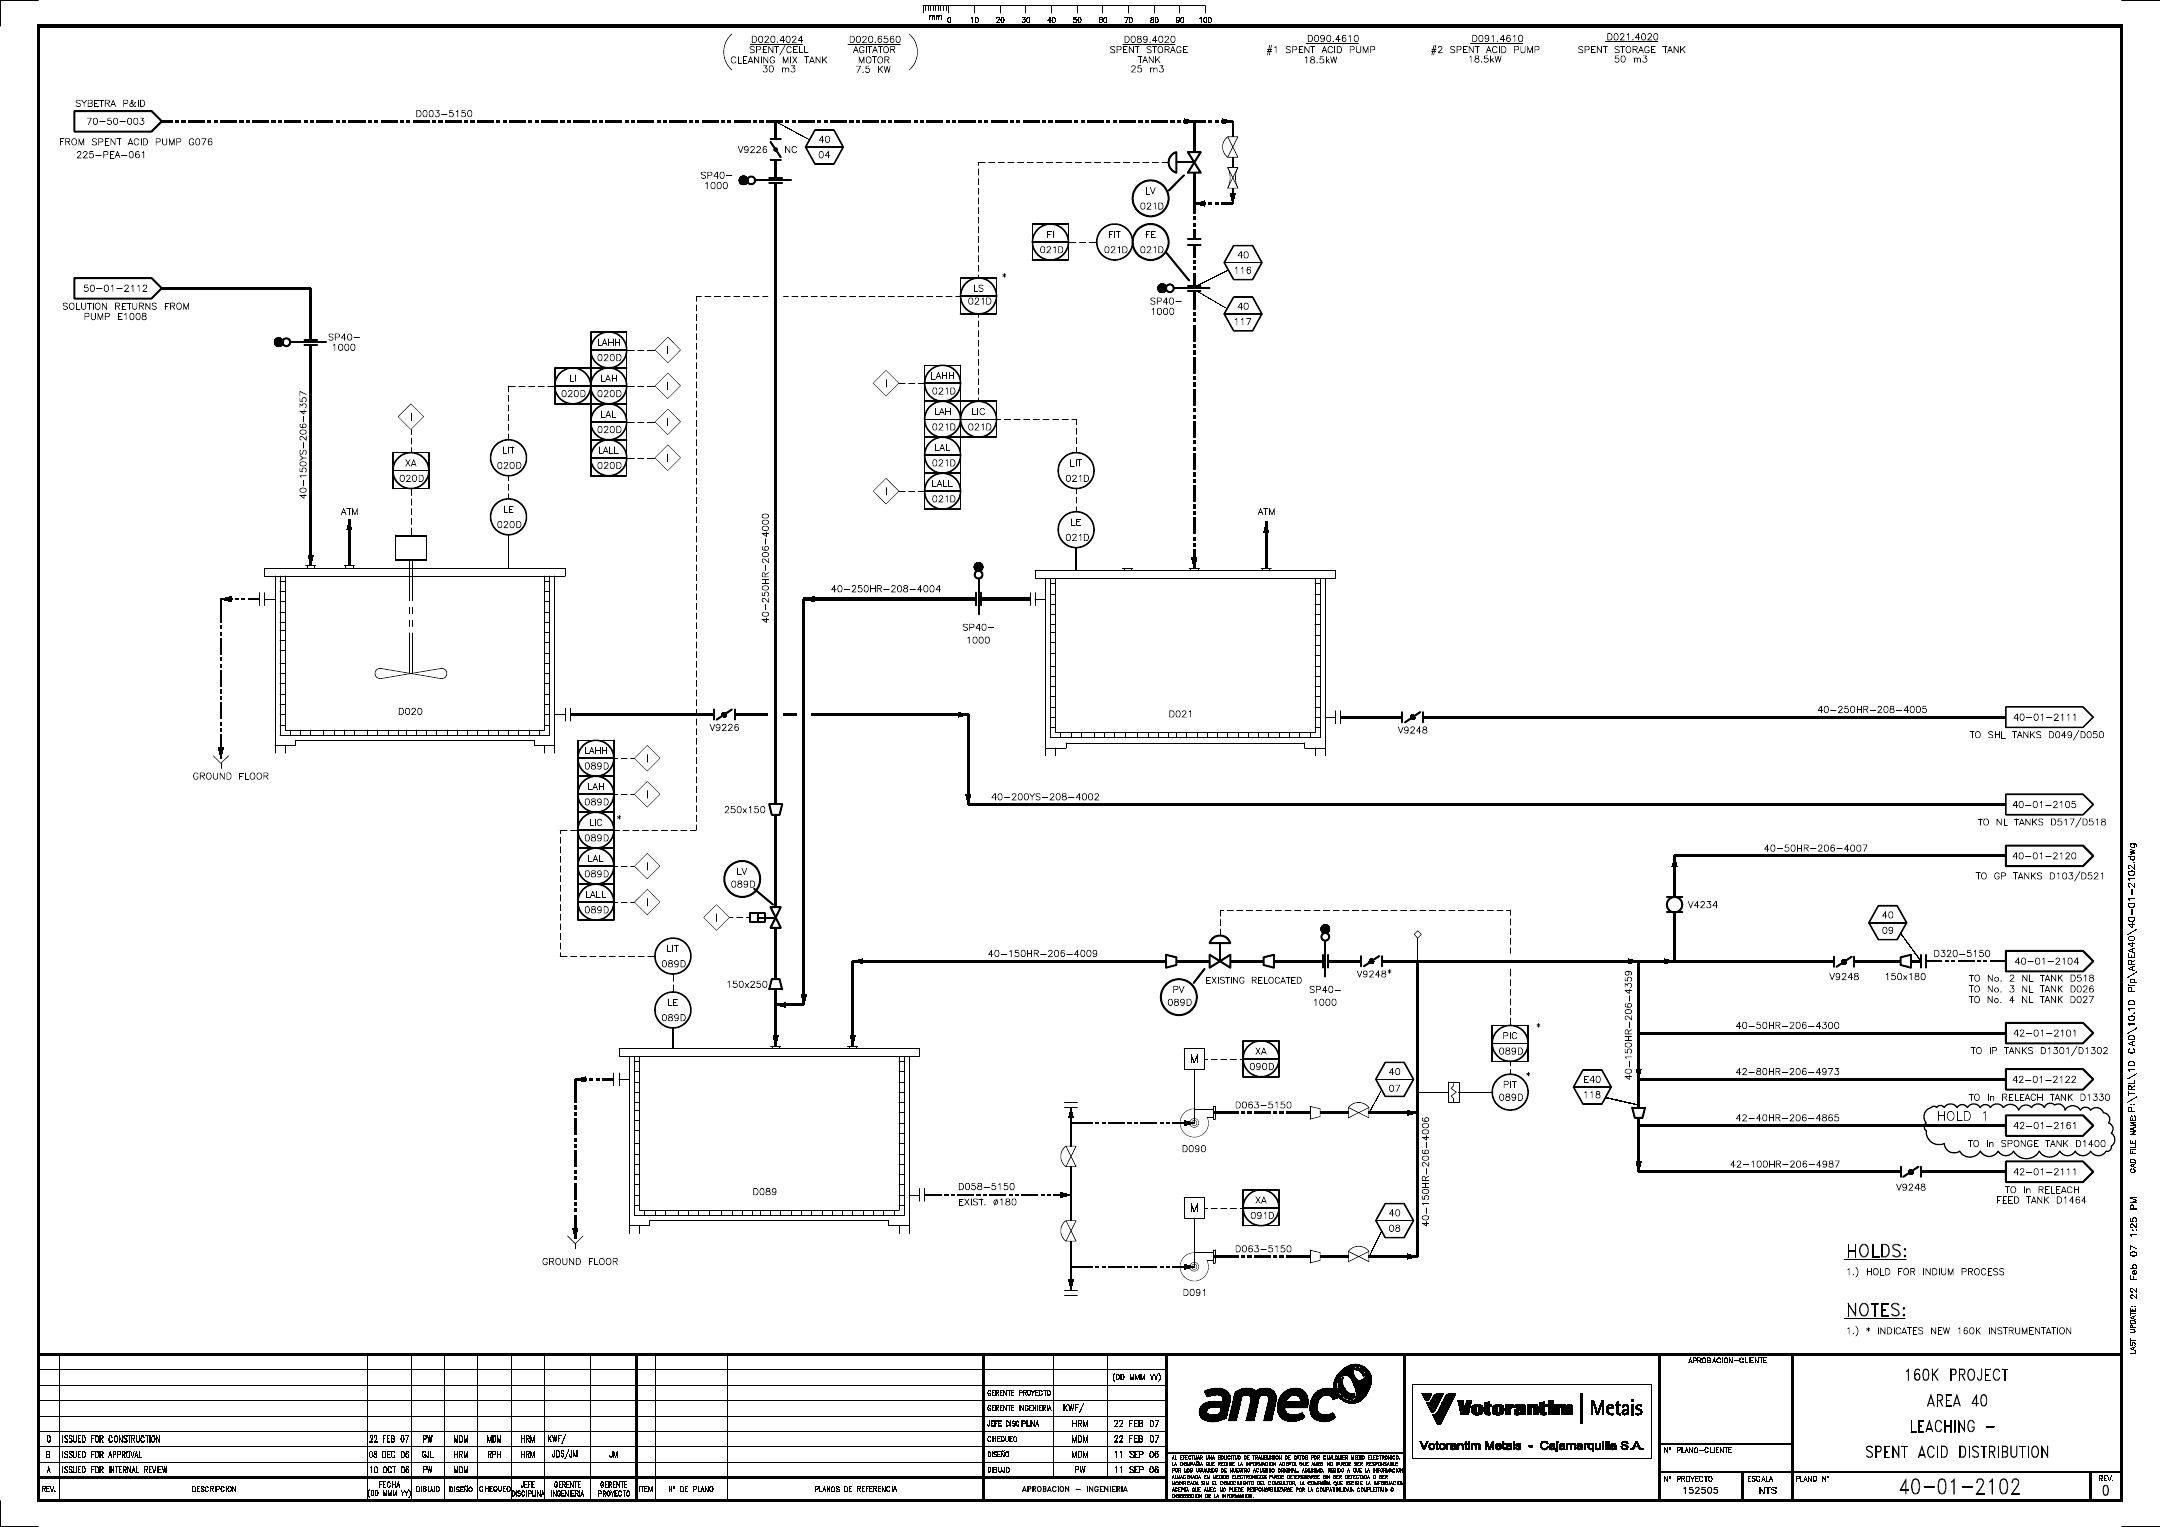 mm 0 10 20 30 40 50 60 70 80 90 100
D020.4024
SPENT/CELL
CLEANING MIX TANK
30 m3
D020.6560
AGITATOR
MOTOR
7.5 KW
D089.4020
SPENT STORAGE
TANK
25 m3
D090.4610
#1 SPENT ACID PUMP
18.5kW
D091.4610
#2 SPENT ACID PUMP
18.5kW
D021.4020
SPENT STORAGE TANK
50 m3
SYBETRA P&ID
70-50-003
FROM SPENT ACID PUMP G076
225-PEA-061
D003-5150
V9226
NC
40
04
SP40-
1000
LV
021D
FI
021D
FIT
021D
FE
021D
40
116
40
117
SP40-
1000
LS
021D
*
50-01-2112
SOLUTION RETURNS FROM
PUMP E1008
SP40-
1000
40-150YS-206-4357
I
XA
020D
LIT
020D
LE
020D
LI
020D
LAHH
020D
I
LAH
020D
I
LAL
020D
I
LALL
020D
I
I
LAHH
021D
LAH
021D
LIC
021D
LAL
021D
I
LALL
021D
LIT
021D
LE
021D
ATM
ATM
40-250HR-206-4000
40-250HR-208-4004
SP40-
1000
D020
D021
GROUND FLOOR
V9226
V9248
40-250HR-208-4005
40-01-2111
TO SHL TANKS D049/D050
40-200YS-208-4002
40-01-2105
TO NL TANKS D517/D518
LAHH
089D
I
LAH
089D
I
LIC
089D
*
LAL
089D
I
LALL
089D
I
250x150
LV
089D
I
150x250
LIT
089D
LE
089D
40-50HR-206-4007
40-01-2120
TO GP TANKS D103/D521
V4234
40
09
40-150HR-206-4009
PV
089D
EXISTING RELOCATED
SP40-
1000
V9248*
V9248
150x180
D320-5150
40-01-2104
TO No. 2 NL TANK D518
TO No. 3 NL TANK D026
TO No. 4 NL TANK D027
40-150HR-206-4359
40-50HR-206-4300
42-01-2101
TO IP TANKS D1301/D1302
42-80HR-206-4973
42-01-2122
TO In RELEACH TANK D1330
E40
118
HOLD 1
42-40HR-206-4865
42-01-2161
TO In SPONGE TANK D1400
42-100HR-206-4987
V9248
42-01-2111
TO In RELEACH
FEED TANK D1464
PIC
089D
*
PIT
089D
*
M
XA
090D
40
07
D063-5150
D090
M
XA
091D
40
08
D063-5150
D091
40-150HR-206-4006
D089
D058-5150
EXIST. ø180
GROUND FLOOR
HOLDS:
1.) HOLD FOR INDIUM PROCESS
NOTES:
1.) * INDICATES NEW 160K INSTRUMENTATION
LAST UPDATE: 22 Feb 07 1:25 PM CAD FILE NAME: P:\TRL\1D CAD\10.1D Pip\AREA40\40-01-2102.dwg
0 ISSUED FOR CONSTRUCTION 22 FEB 07 PW MDM MDM HRM KWF/
B ISSUED FOR APPROVAL 08 DEC 06 GJL HRM RPH HRM JDS/JM JM
A ISSUED FOR INTERNAL REVIEW 10 OCT 06 PW MDM
REV. DESCRIPCION FECHA (DD MMM YY) DIBUJO DISEÑO CHEQUEO JEFE DISCIPLINA GERENTE INGENIERIA GERENTE PROYECTO ITEM N° DE PLANO PLANOS DE REFERENCIA
(DD MMM YY)
GERENTE PROYECTO
GERENTE INGENIERIA KWF/
JEFE DISCIPLINA HRM 22 FEB 07
CHEQUEO MDM 22 FEB 07
DISEÑO MDM 11 SEP 06
DIBUJO PW 11 SEP 06
APROBACION - INGENIERIA
amec
Votorantim | Metais
Votorantim Metais - Cajamarquilla S.A.
APROBACION-CLIENTE
N° PLANO-CLIENTE
N° PROYECTO
152505
ESCALA
NTS
160K PROJECT
AREA 40
LEACHING -
SPENT ACID DISTRIBUTION
PLANO N°
40-01-2102
REV.
0